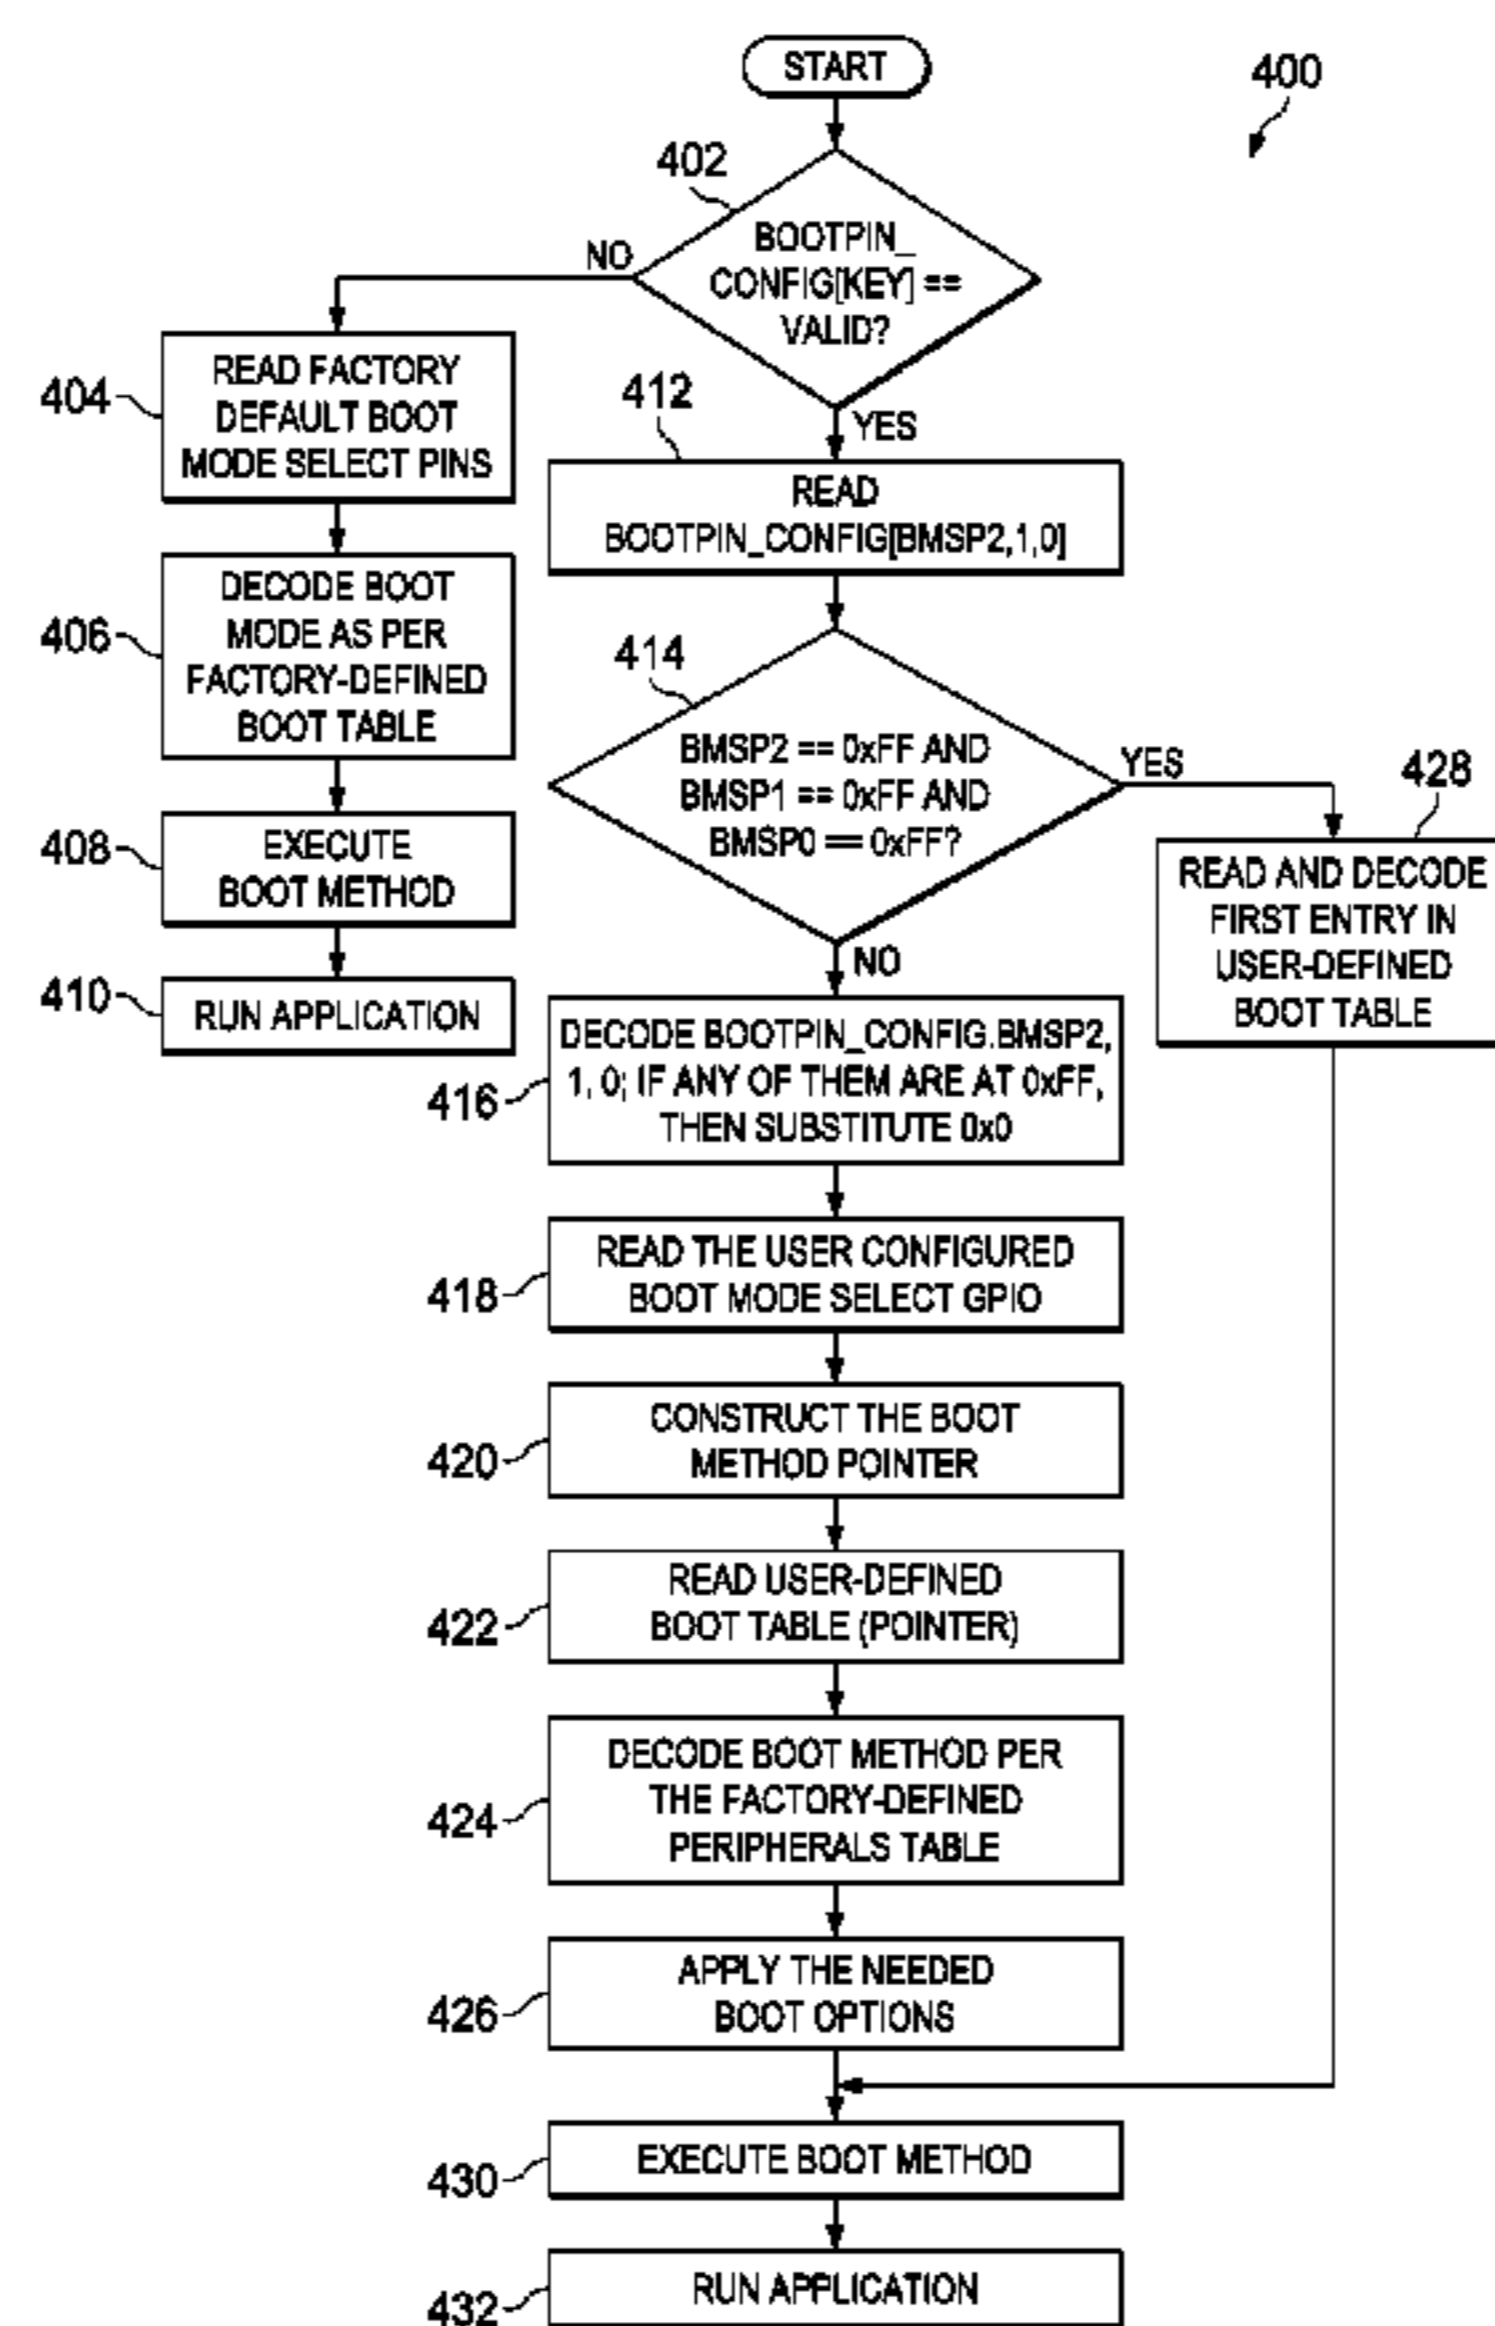 START
400
402
BOOTPIN_
CONFIG[KEY] ==
VALID?
NO
YES
404
READ FACTORY
DEFAULT BOOT
MODE SELECT PINS
406
DECODE BOOT
MODE AS PER
FACTORY-DEFINED
BOOT TABLE
408
EXECUTE
BOOT METHOD
410
RUN APPLICATION
412
READ
BOOTPIN_CONFIG[BMSP2,1,0]
414
BMSP2 == 0xFF AND
BMSP1 == 0xFF AND
BMSP0 == 0xFF?
YES
NO
428
READ AND DECODE
FIRST ENTRY IN
USER-DEFINED
BOOT TABLE
416
DECODE BOOTPIN_CONFIG.BMSP2,
1, 0; IF ANY OF THEM ARE AT 0xFF,
THEN SUBSTITUTE 0x0
418
READ THE USER CONFIGURED
BOOT MODE SELECT GPIO
420
CONSTRUCT THE BOOT
METHOD POINTER
422
READ USER-DEFINED
BOOT TABLE (POINTER)
424
DECODE BOOT METHOD PER
THE FACTORY-DEFINED
PERIPHERALS TABLE
426
APPLY THE NEEDED
BOOT OPTIONS
430
EXECUTE BOOT METHOD
432
RUN APPLICATION